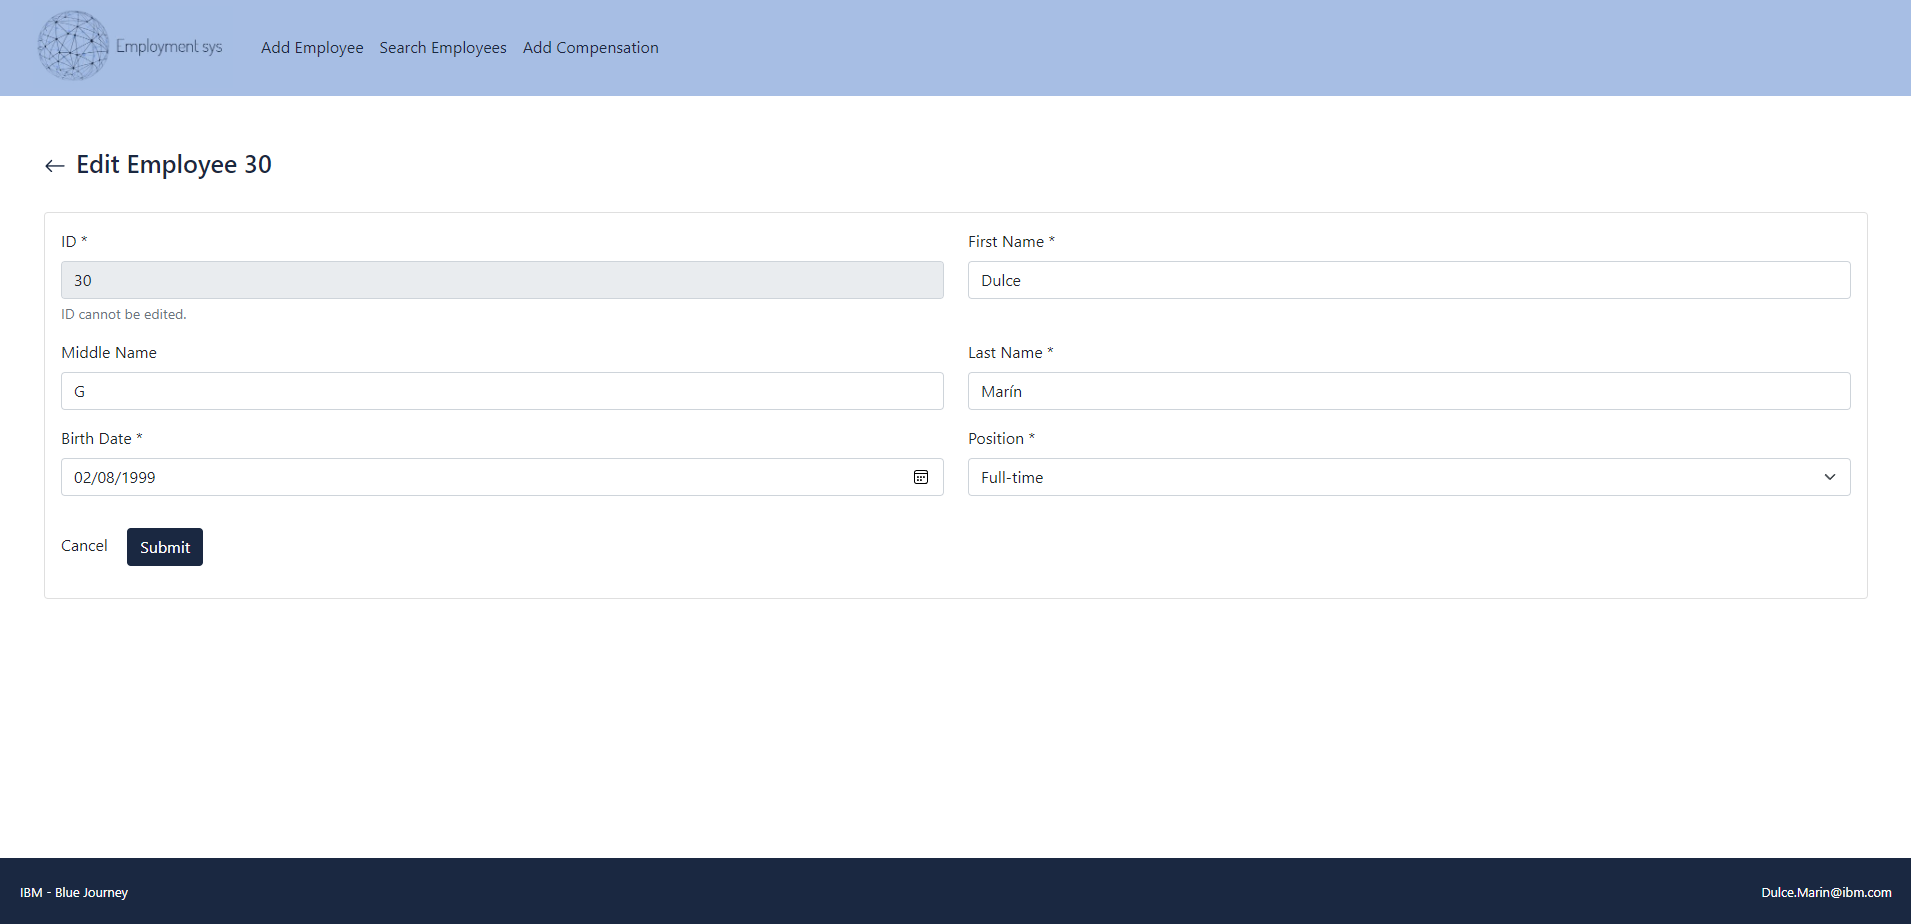 Employment sys
Add Employee Search Employees Add Compensation
← Edit Employee 30
ID *
30
ID cannot be edited.
First Name *
Dulce
Middle Name
G
Last Name *
Marín
Birth Date *
02/08/1999
Position *
Full-time
Cancel Submit
IBM - Blue Journey
Dulce.Marin@ibm.com